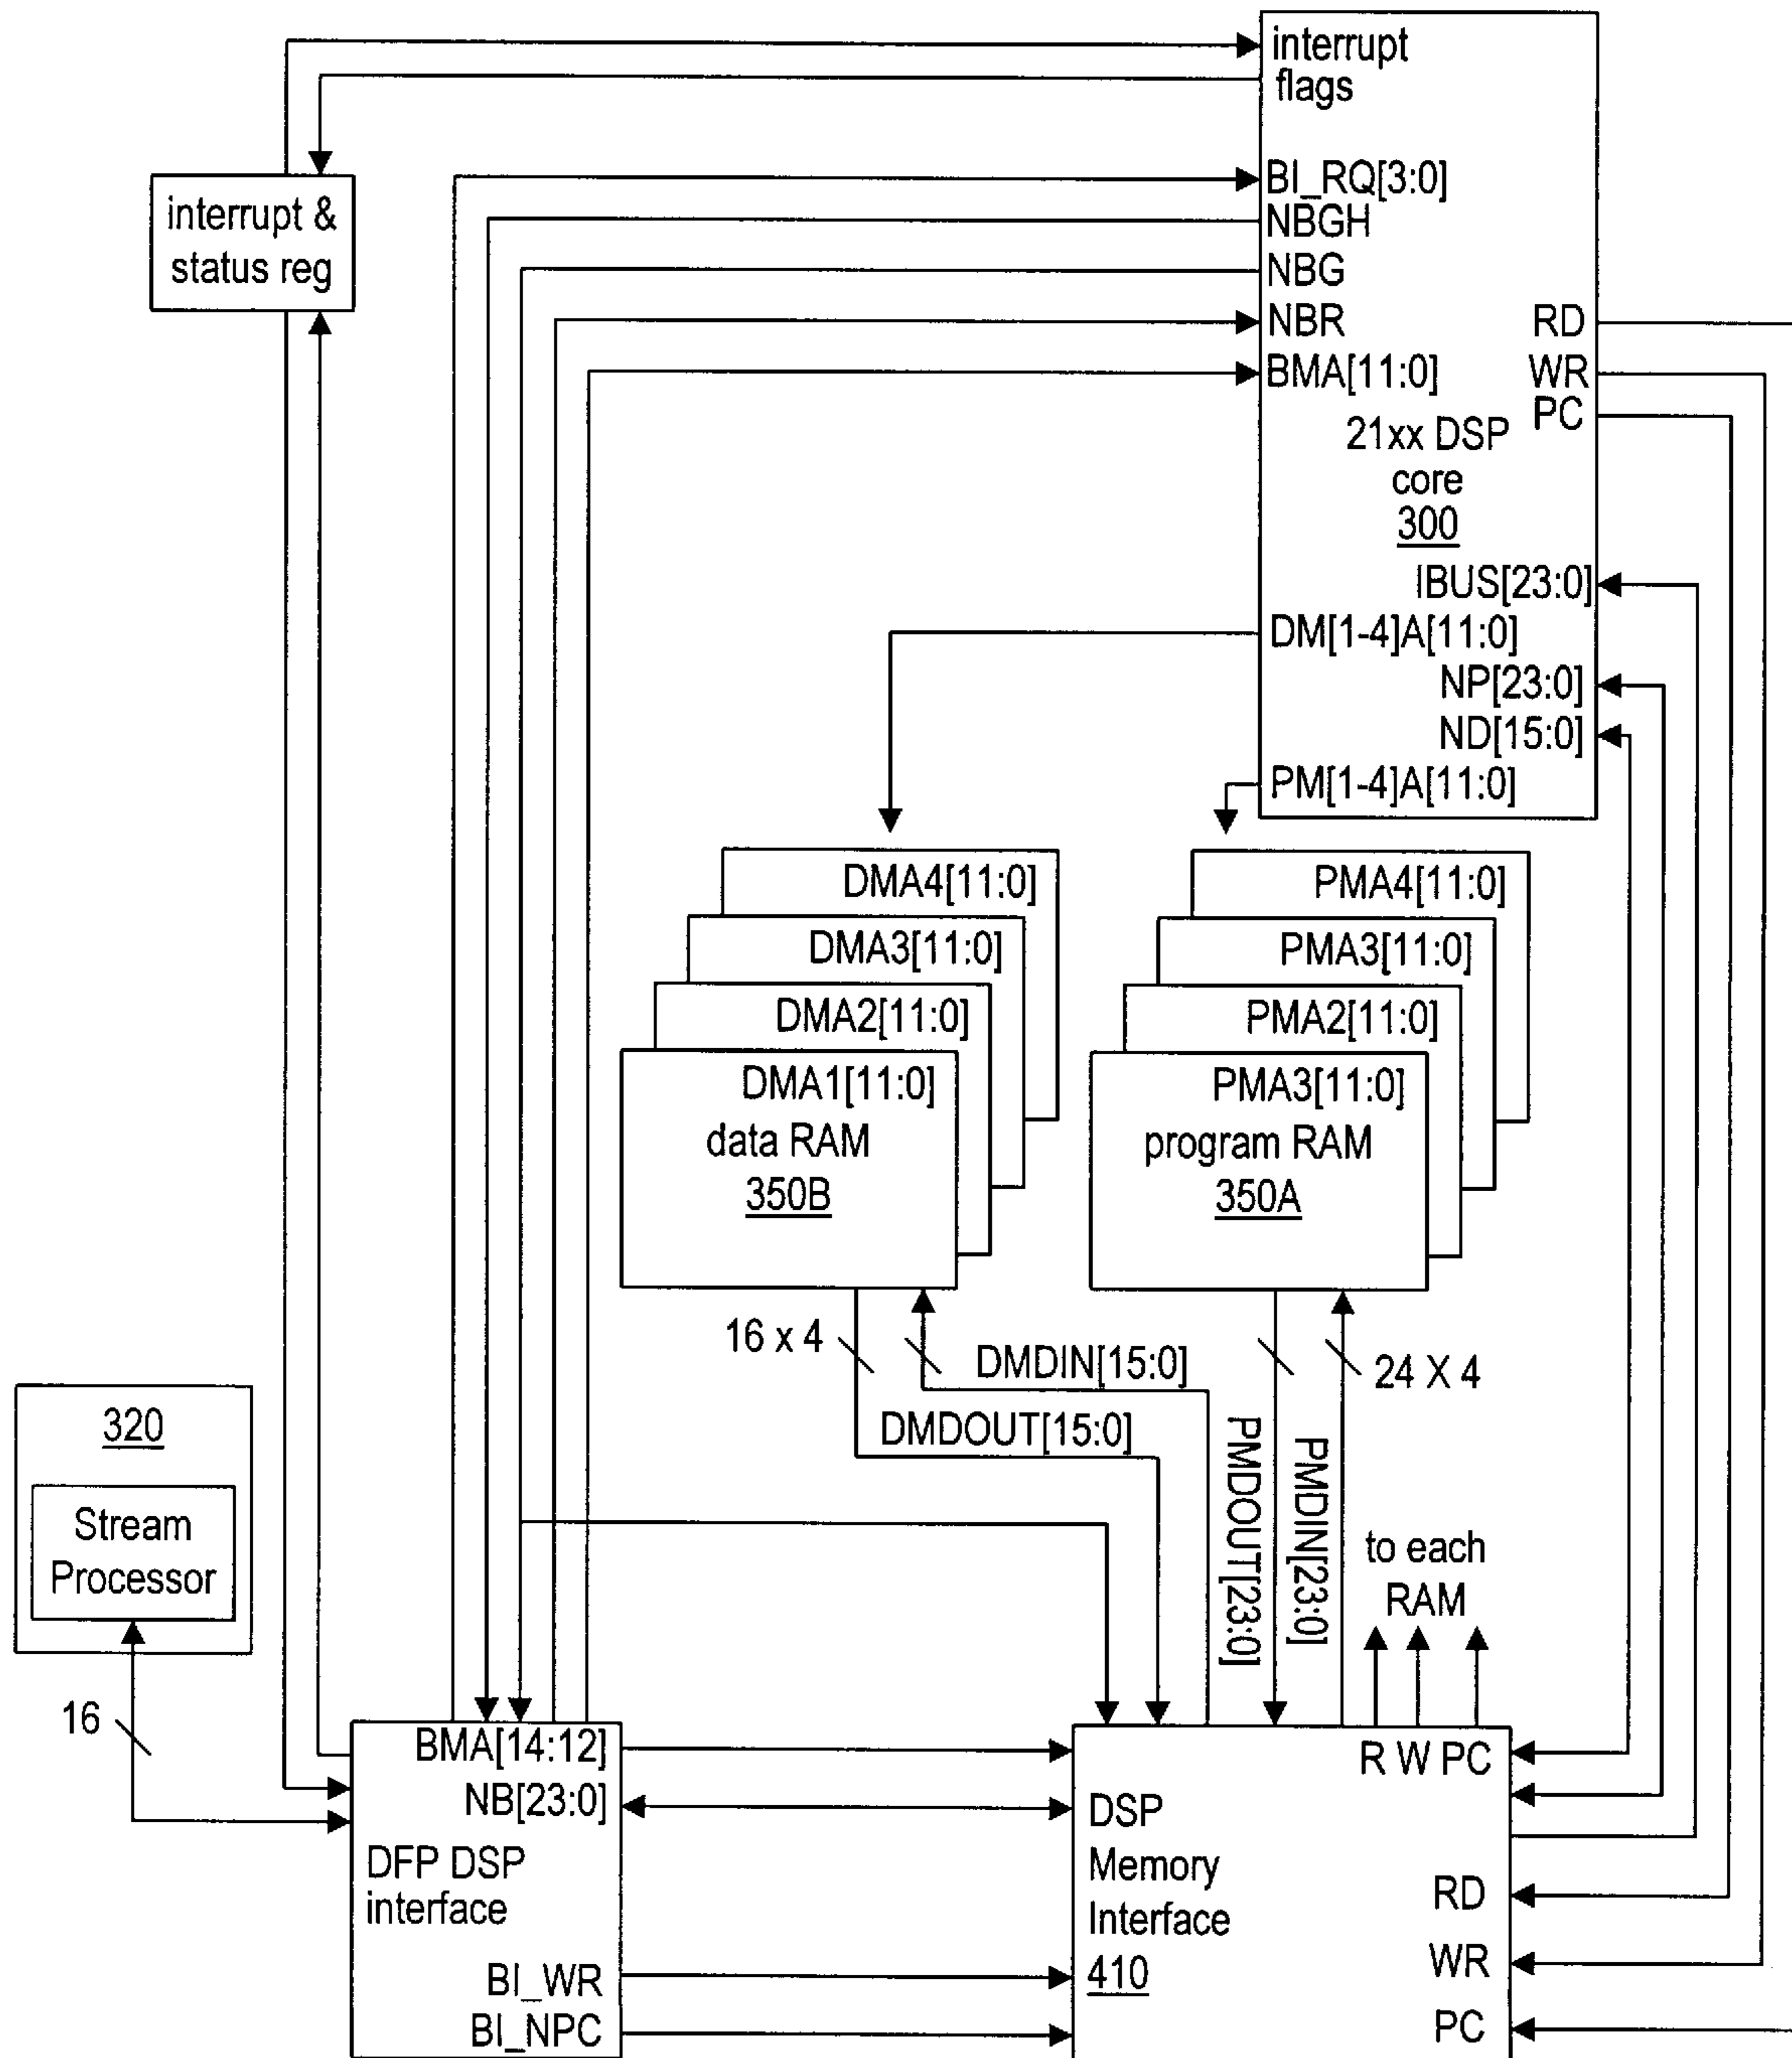 interrupt
flags
BI_RQ[3:0]
NBGH
NBG
NBR
BMA[11:0]
RD
WR
PC
21xx DSP
core
300
IBUS[23:0]
DM[1-4]A[11:0]
NP[23:0]
ND[15:0]
PM[1-4]A[11:0]
interrupt &
status reg
DMA4[11:0]
DMA3[11:0]
DMA2[11:0]
DMA1[11:0]
data RAM
350B
PMA4[11:0]
PMA3[11:0]
PMA2[11:0]
PMA3[11:0]
program RAM
350A
16 x 4
DMDIN[15:0]
DMDOUT[15:0]
24 X 4
PMDOUT[23:0]
PMDIN[23:0]
to each
RAM
320
Stream
Processor
16
BMA[14:12]
NB[23:0]
DFP DSP
interface
BI_WR
BI_NPC
R W PC
DSP
Memory
Interface
410
RD
WR
PC